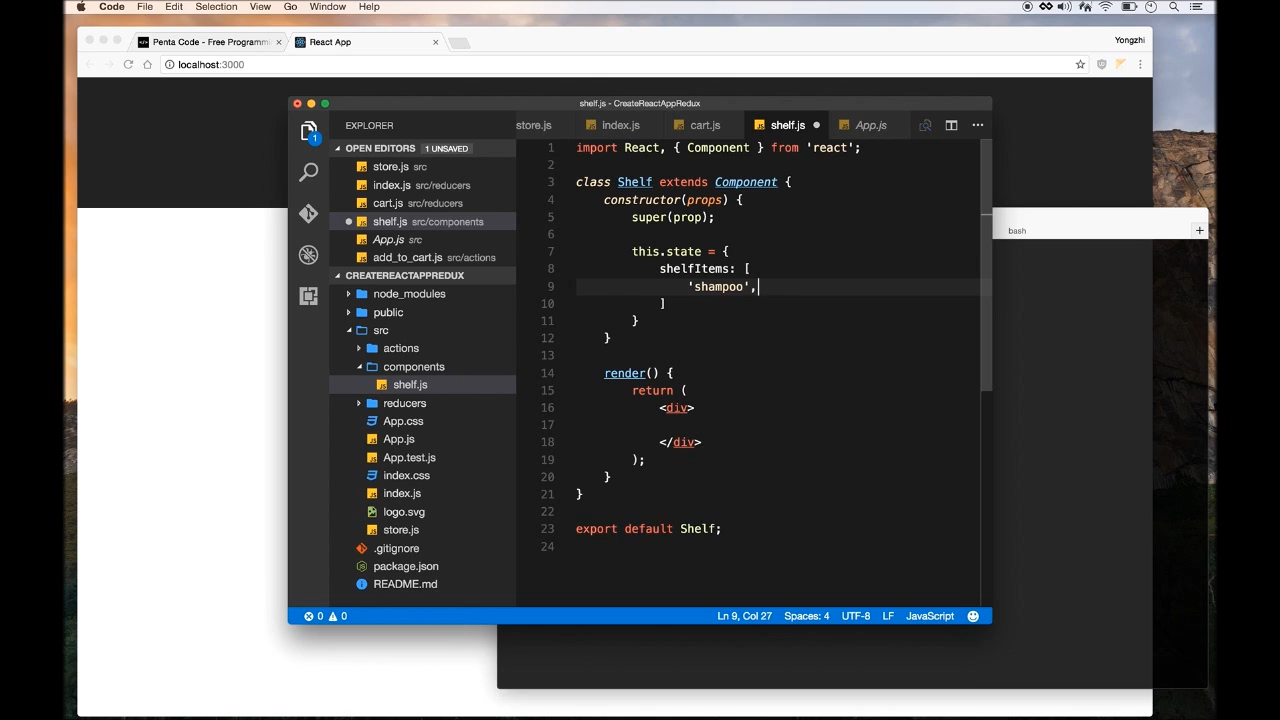 Code File Edit Selection View Go Window Help
Penta Code - Free Programmi
React App
Yongzhi
localhost:3000
shelf.js - CreateReactAppRedux
EXPLORER
store.js index.js cart.js shelf.js App.js
1
OPEN EDITORS 1 UNSAVED
store.js src
index.js src/reducers
cart.js src/reducers
shelf.js src/components
App.js src
add_to_cart.js src/actions
CREATEREACTAPPREDUX
node_modules
public
src
actions
components
shelf.js
reducers
App.css
App.js
App.test.js
index.css
index.js
logo.svg
store.js
.gitignore
package.json
README.md
1 import React, { Component } from 'react';
2
3 class Shelf extends Component {
4 constructor(props) {
5 super(prop);
6
7 this.state = {
8 shelfItems: [
9 'shampoo',
10 ]
11 }
12 }
13
14 render() {
15 return (
16 <div>
17
18 </div>
19 );
20 }
21 }
22
23 export default Shelf;
24
bash
0 0 Ln 9, Col 27 Spaces: 4 UTF-8 LF JavaScript